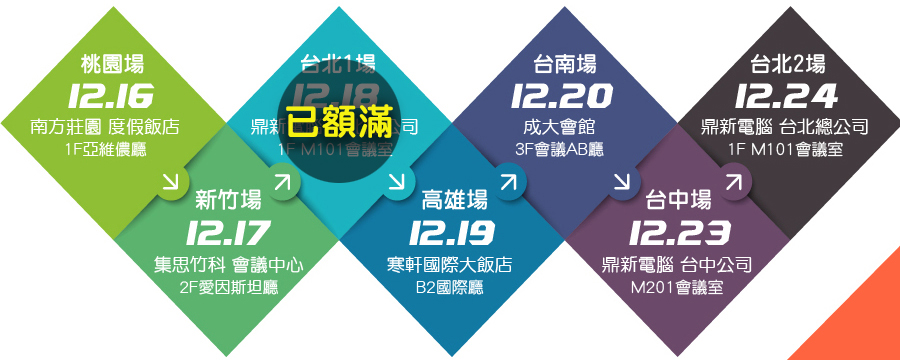 桃園場
12.16
南方莊園 度假飯店
1F亞維儂廳
新竹場
12.17
集思竹科 會議中心
2F愛因斯坦廳
台北1場
12.18
已額滿
鼎新
公司
1F M101會議室
高雄場
12.19
寒軒國際大飯店
B2國際廳
台南場
12.20
成大會館
3F會議AB廳
台中場
12.23
鼎新電腦 台中公司
M201會議室
台北2場
12.24
鼎新電腦 台北總公司
1F M101會議室